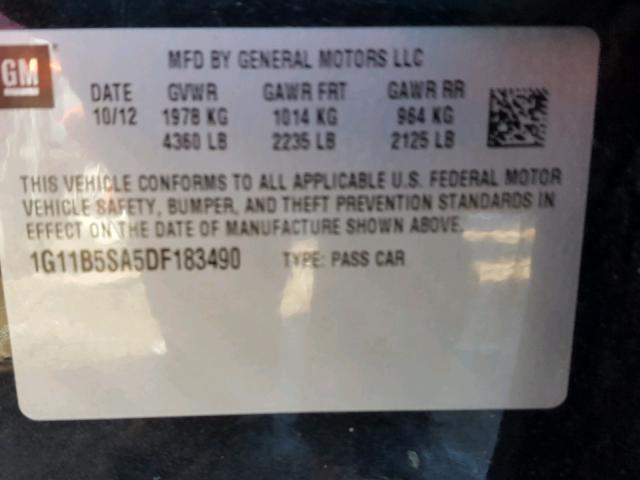 GM
MFD BY GENERAL MOTORS LLC
DATE GVWR GAWR FRT GAWR RR
10/12 1978 KG 1014 KG 964 KG
4360 LB 2235 LB 2125 LB
THIS VEHICLE CONFORMS TO ALL APPLICABLE U.S. FEDERAL MOTOR
VEHICLE SAFETY, BUMPER, AND THEFT PREVENTION STANDARDS IN
EFFECT ON THE DATE OF MANUFACTURE SHOWN ABOVE.
1G11B5SA5DF183490 TYPE: PASS CAR